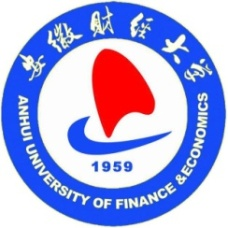 安徽财经大学
1959
ANHUI UNIVERSITY OF FINANCE & ECONOMICS